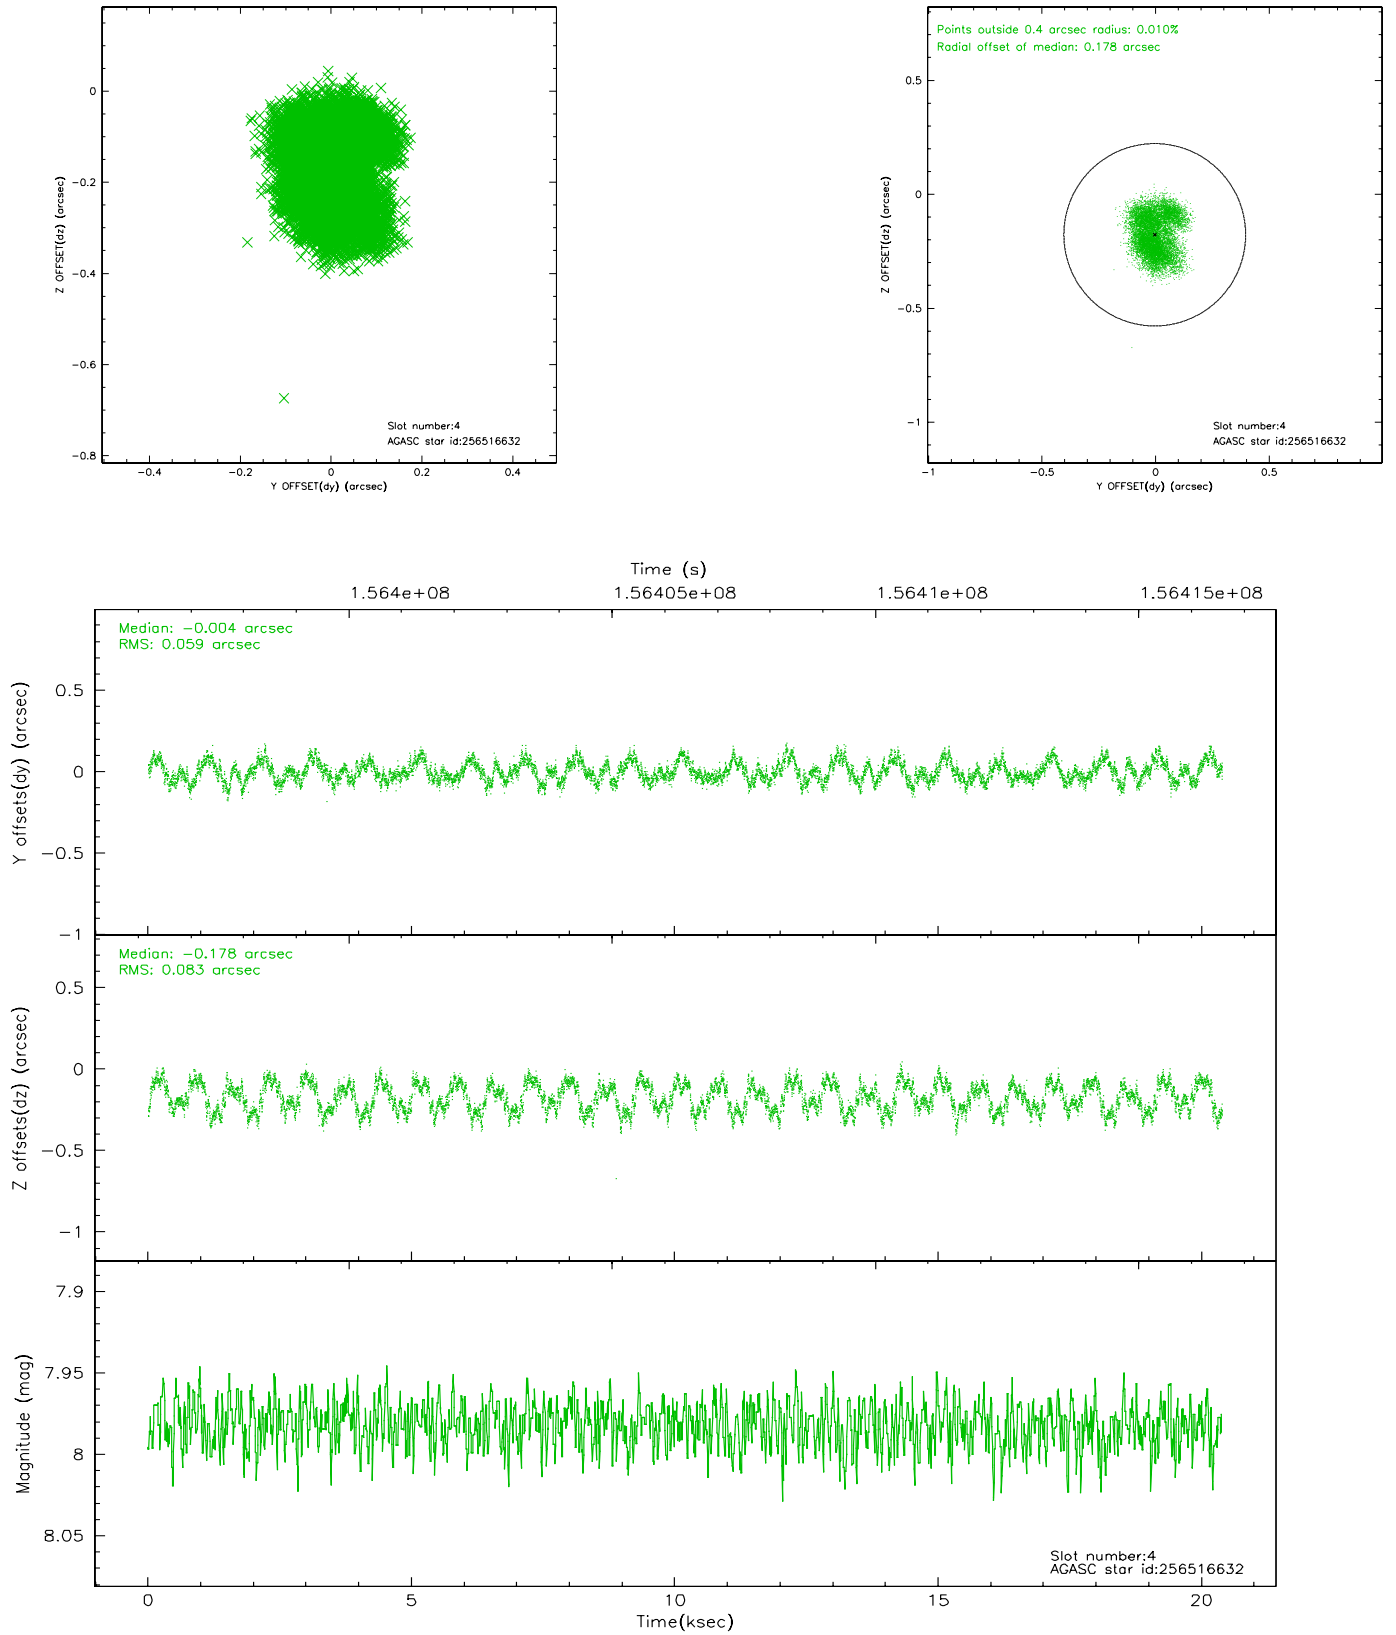 0
−0.2
−0.4
−0.6
−0.8
−0.4
−0.2
0
0.2
0.4
Z OFFSET(dz) (arcsec)
Y OFFSET(dy) (arcsec)
Slot number:4
AGASC star id:256516632
Points outside 0.4 arcsec radius: 0.010%
Radial offset of median: 0.178 arcsec
0.5
0
−0.5
−1
−1
−0.5
0
0.5
Z OFFSET(dz) (arcsec)
Y OFFSET(dy) (arcsec)
Slot number:4
AGASC star id:256516632
Time (s)
1.564e+08
1.56405e+08
1.5641e+08
1.56415e+08
Median: −0.004 arcsec
RMS: 0.059 arcsec
0.5
0
−0.5
−1
Y offsets(dy) (arcsec)
Median: −0.178 arcsec
RMS: 0.083 arcsec
0.5
0
−0.5
−1
Z offsets(dz) (arcsec)
7.9
7.95
8
8.05
Magnitude (mag)
Slot number:4
AGASC star id:256516632
0
5
10
15
20
Time(ksec)